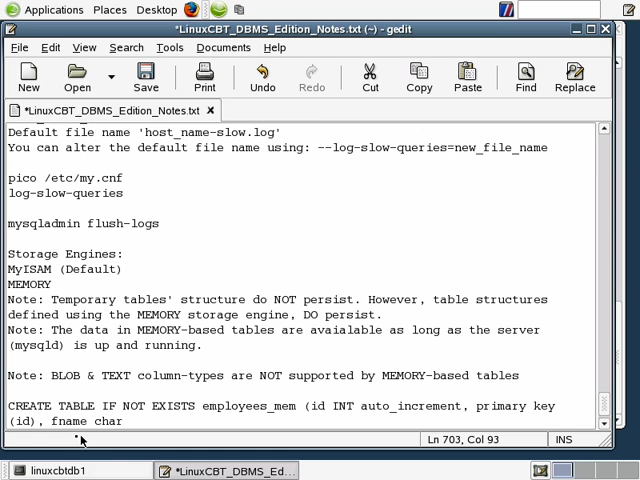 Applications Places Desktop
*LinuxCBT_DBMS_Edition_Notes.txt (~) - gedit
File Edit View Search Tools Documents Help
New Open Save Print Undo Redo Cut Copy Paste Find Replace
*LinuxCBT_DBMS_Edition_Notes.txt x
Default file name 'host_name-slow.log'
You can alter the default file name using: --log-slow-queries=new_file_name
pico /etc/my.cnf
log-slow-queries
mysqladmin flush-logs
Storage Engines:
MyISAM (Default)
MEMORY
Note: Temporary tables' structure do NOT persist. However, table structures
defined using the MEMORY storage engine, DO persist.
Note: The data in MEMORY-based tables are avaialable as long as the server
(mysqld) is up and running.
Note: BLOB & TEXT column-types are NOT supported by MEMORY-based tables
CREATE TABLE IF NOT EXISTS employees_mem (id INT auto_increment, primary key
(id), fname char
Ln 703, Col 93 INS
linuxcbtdb1 *LinuxCBT_DBMS_Ed...